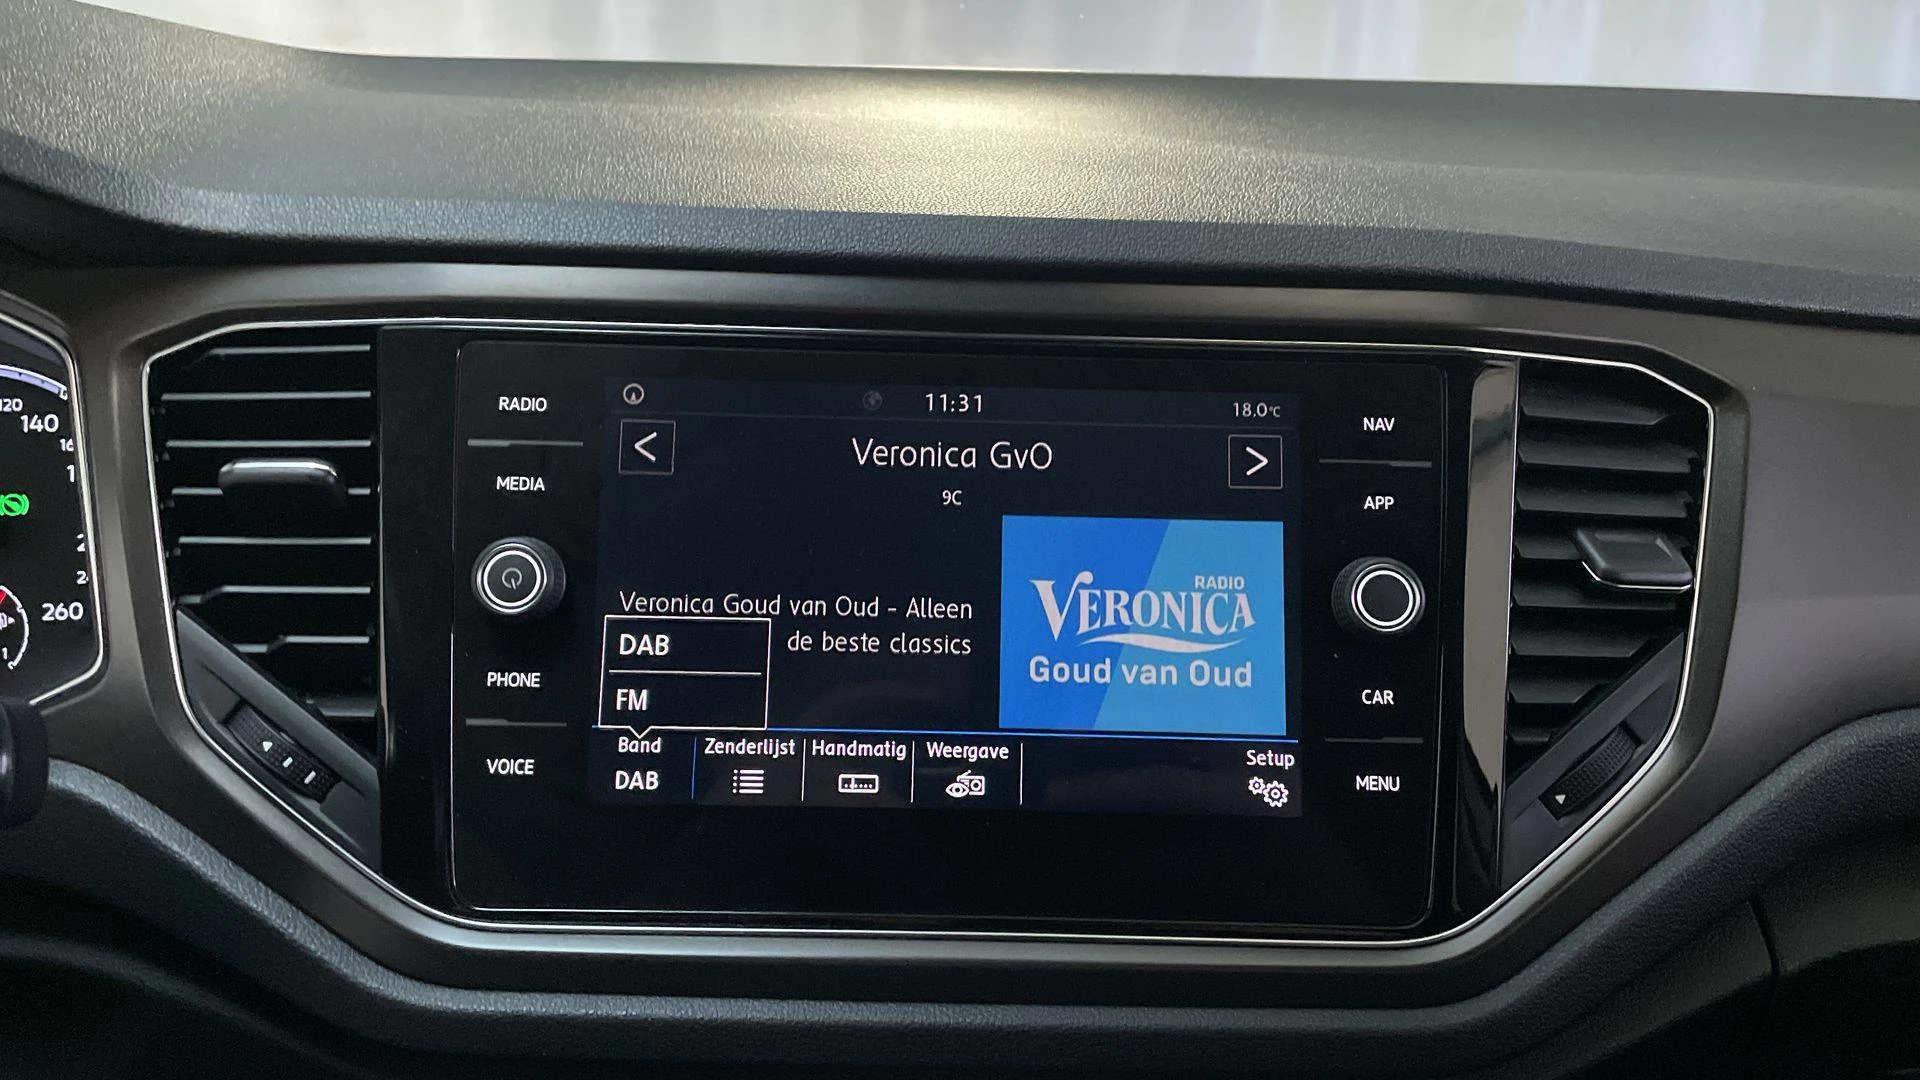 RADIO
MEDIA
PHONE
VOICE
11:31
18.0°C
<
Veronica GvO
>
9C
Veronica Goud van Oud - Alleen
de beste classics
DAB
FM
RADIO
VERONICA
Goud van Oud
Band
DAB
Zenderlijst
Handmatig
Weergave
Setup
NAV
APP
CAR
MENU
120
140
260